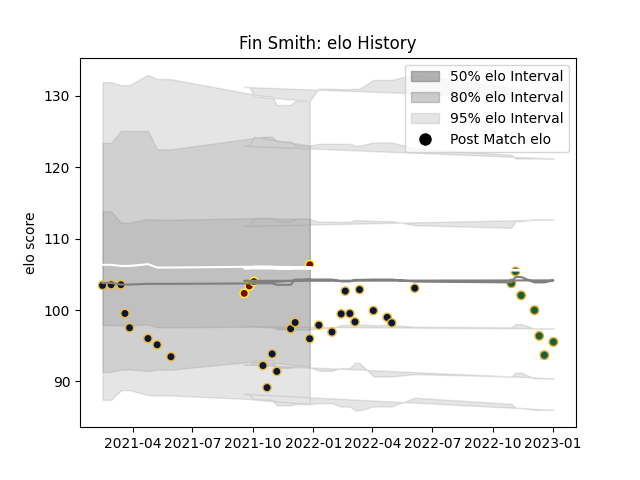 Fin Smith: elo History
50% elo Interval
80% elo Interval
95% elo Interval
Post Match elo
elo score
130
120
110
100
90
2021-04 2021-07 2021-10 2022-01 2022-04 2022-07 2022-10 2023-01